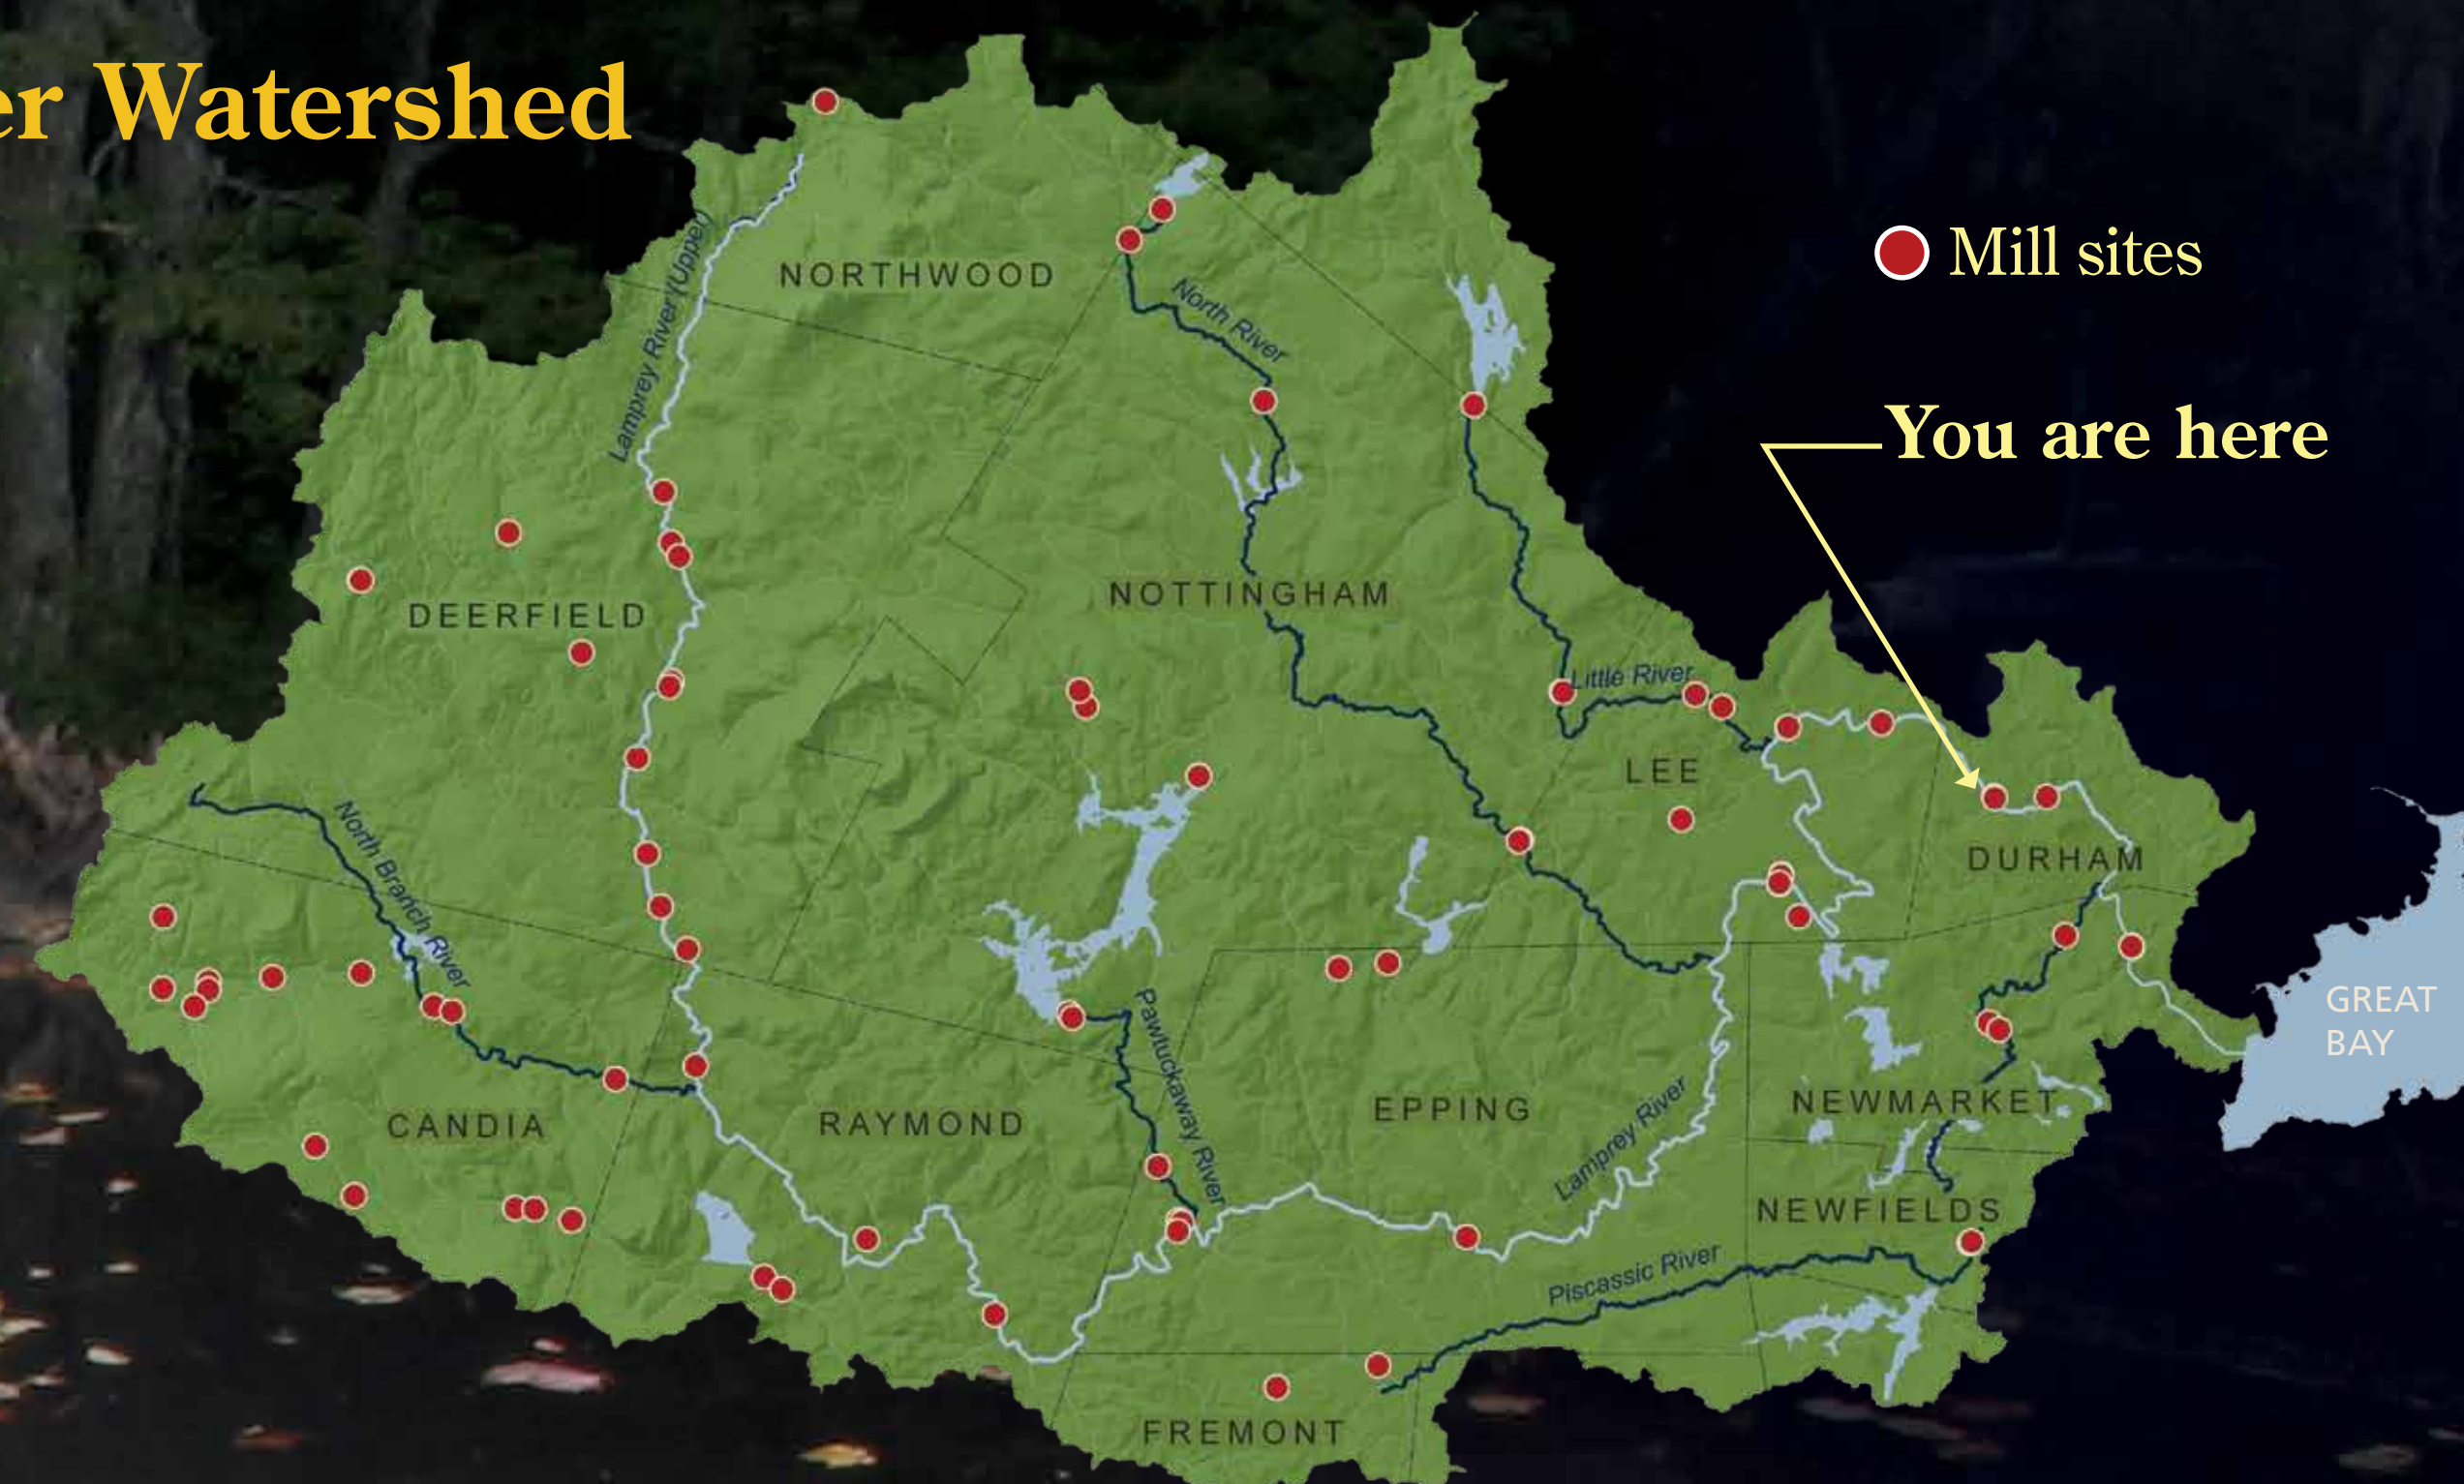 er Watershed
Mill sites
You are here
NORTHWOOD
Lamprey River (Upper)
North River
NOTTINGHAM
DEERFIELD
Little River
LEE
DURHAM
North Branch River
GREAT
BAY
Pawtuckaway River
CANDIA
RAYMOND
EPPING
Lamprey River
NEWMARKET
NEWFIELDS
Piscassic River
FREMONT